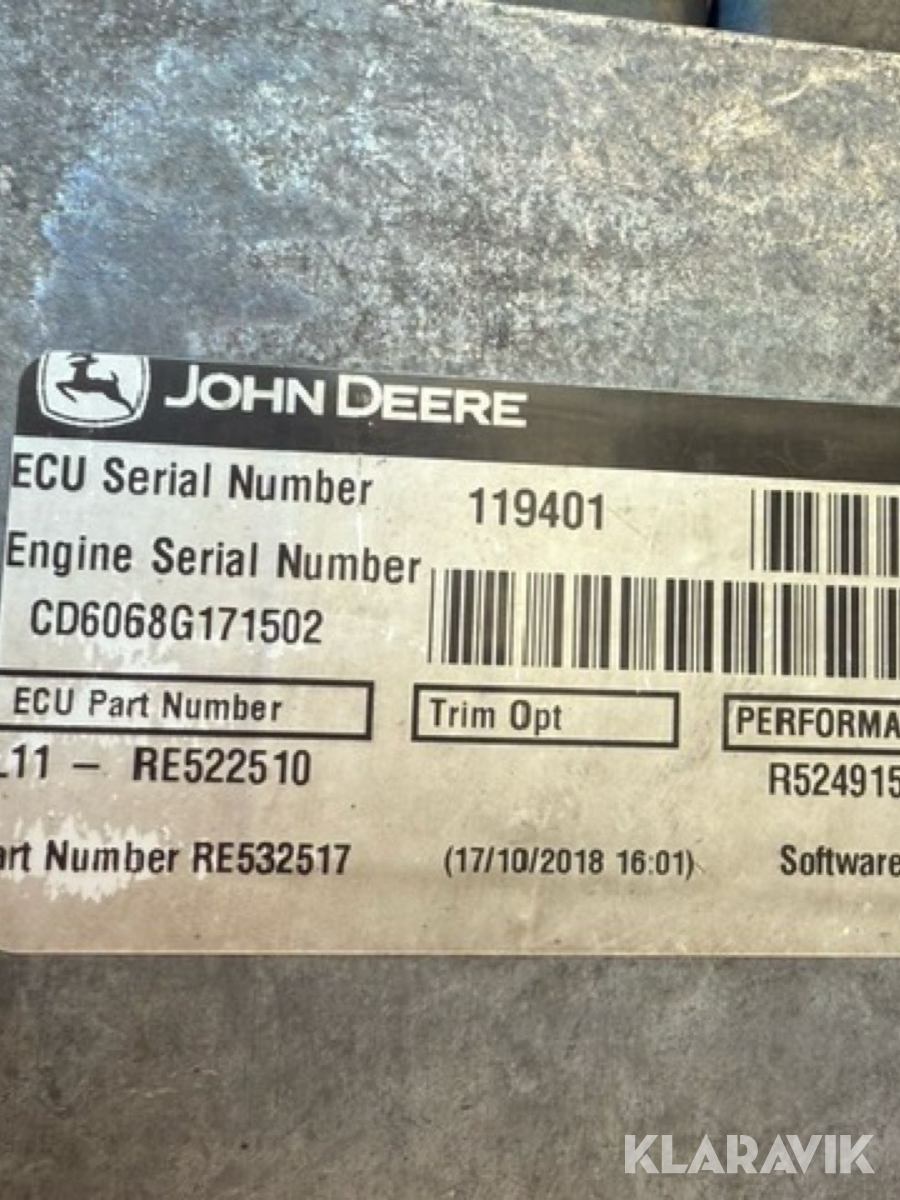 JOHN DEERE
ECU Serial Number 119401
Engine Serial Number
CD6068G171502
ECU Part Number Trim Opt PERFORMA
L11 – RE522510 R524915
art Number RE532517 (17/10/2018 16:01) Software
KLARAVIK